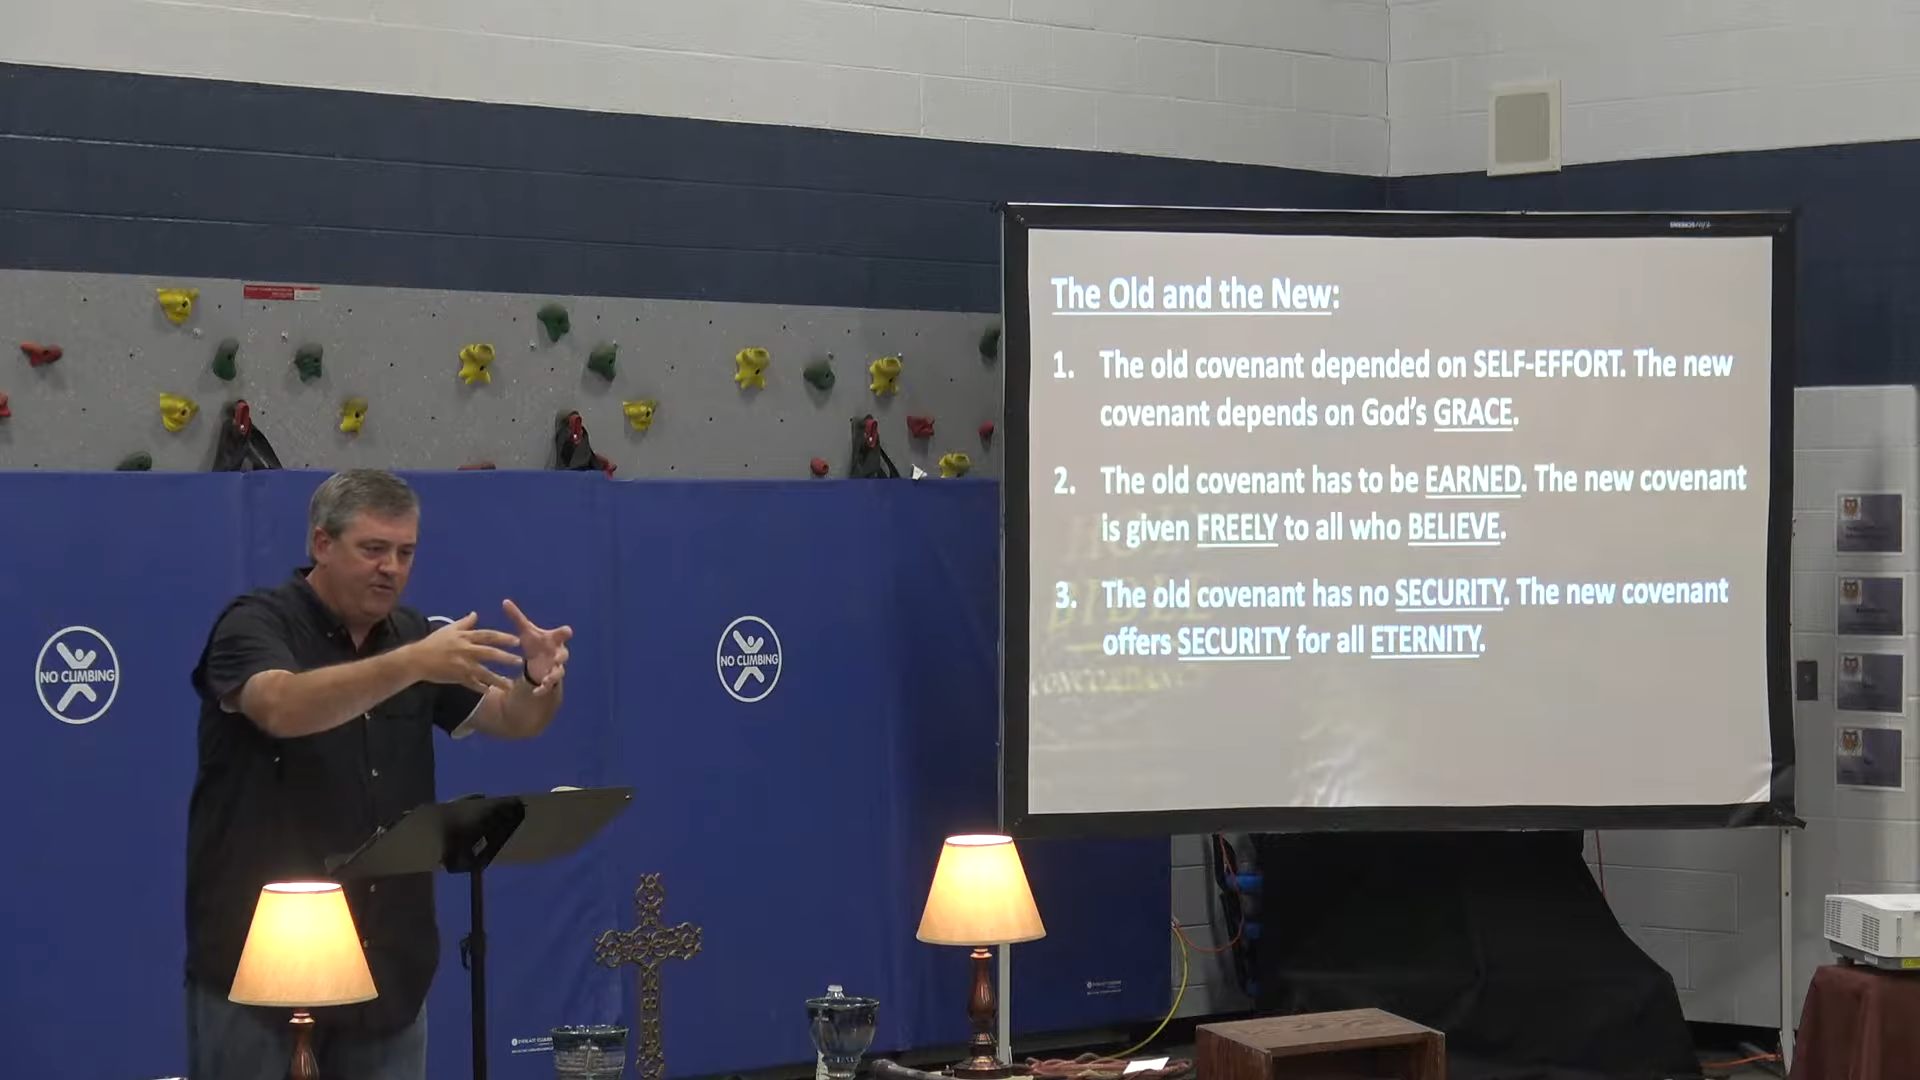 The Old and the New:
1. The old covenant depended on SELF-EFFORT. The new
covenant depends on God's GRACE.
2. The old covenant has to be EARNED. The new covenant
is given FREELY to all who BELIEVE.
3. The old covenant has no SECURITY. The new covenant
offers SECURITY for all ETERNITY.
HOLY
BIBLE
CONCORDANCE
NO CLIMBING
NO CLIMBING